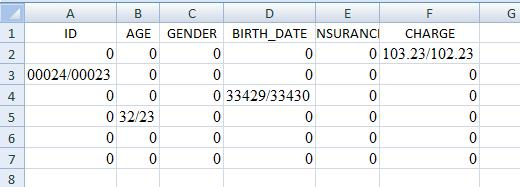 A B C D E F G
1 ID AGE GENDER BIRTH_DATE NSURANCI CHARGE
2 0 0 0 0 0 103.23/102.23
3 00024/00023 0 0 0 0 0
4 0 0 0 33429/33430 0 0
5 0 32/23 0 0 0 0
6 0 0 0 0 0 0
7 0 0 0 0 0 0
8